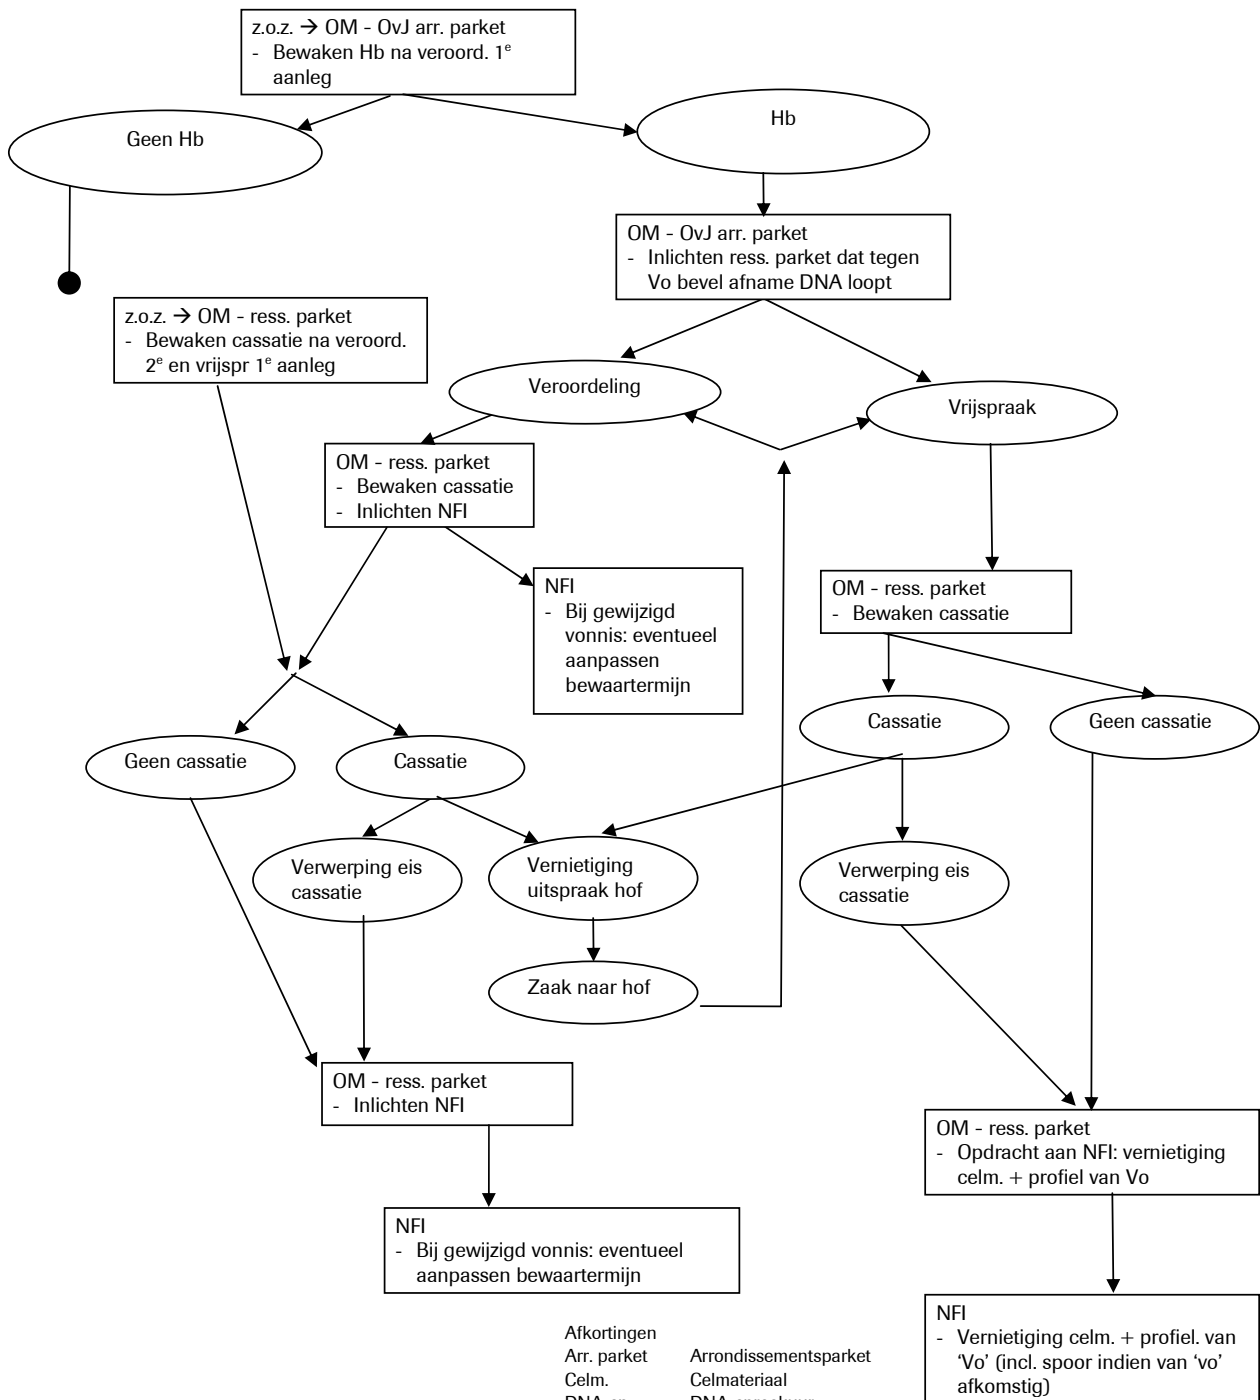 z.o.z. → OM - OvJ arr. parket
- Bewaken Hb na veroord. 1e
aanleg
Geen Hb
Hb
OM - OvJ arr. parket
- Inlichten ress. parket dat tegen
Vo bevel afname DNA loopt
z.o.z. → OM - ress. parket
- Bewaken cassatie na veroord.
2e en vrijspr 1e aanleg
Veroordeling
Vrijspraak
OM - ress. parket
- Bewaken cassatie
- Inlichten NFI
NFI
- Bij gewijzigd
vonnis: eventueel
aanpassen
bewaartermijn
OM - ress. parket
- Bewaken cassatie
Geen cassatie
Cassatie
Cassatie
Geen cassatie
Verwerping eis
cassatie
Vernietiging
uitspraak hof
Verwerping eis
cassatie
Zaak naar hof
OM - ress. parket
- Inlichten NFI
OM - ress. parket
- Opdracht aan NFI: vernietiging
celm. + profiel van Vo
NFI
- Bij gewijzigd vonnis: eventueel
aanpassen bewaartermijn
NFI
- Vernietiging celm. + profiel. van
‘Vo’ (incl. spoor indien van ‘vo’
afkomstig)
Afkortingen
Arr. parket Arrondissementsparket
Celm. Celmateriaal